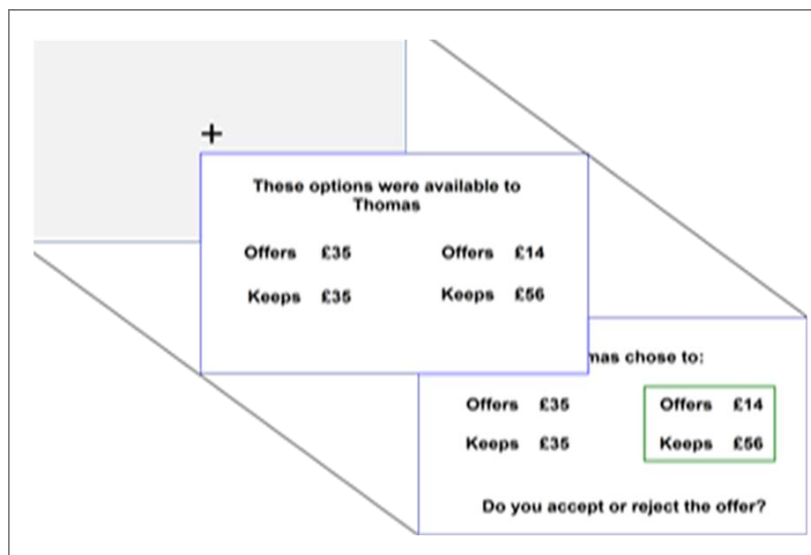 +
These options were available to
Thomas
Offers £35 Offers £14
Keeps £35 Keeps £56
mas chose to:
Offers £35 Offers £14
Keeps £35 Keeps £56
Do you accept or reject the offer?